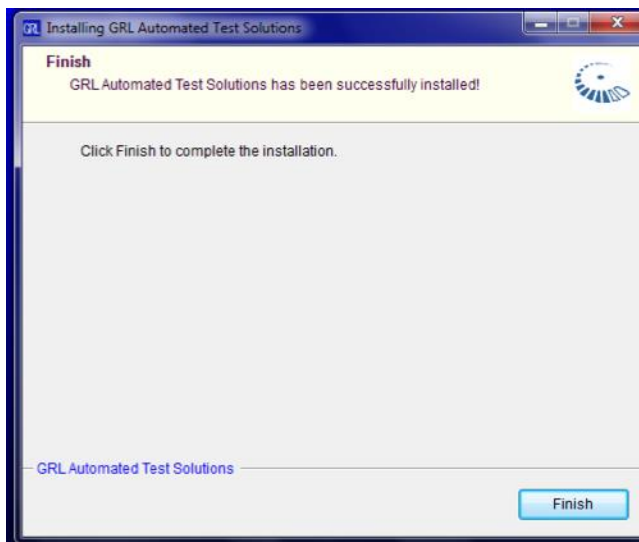 GRL Installing GRL Automated Test Solutions
Finish
GRL Automated Test Solutions has been successfully installed!
Click Finish to complete the installation.
GRL Automated Test Solutions
Finish